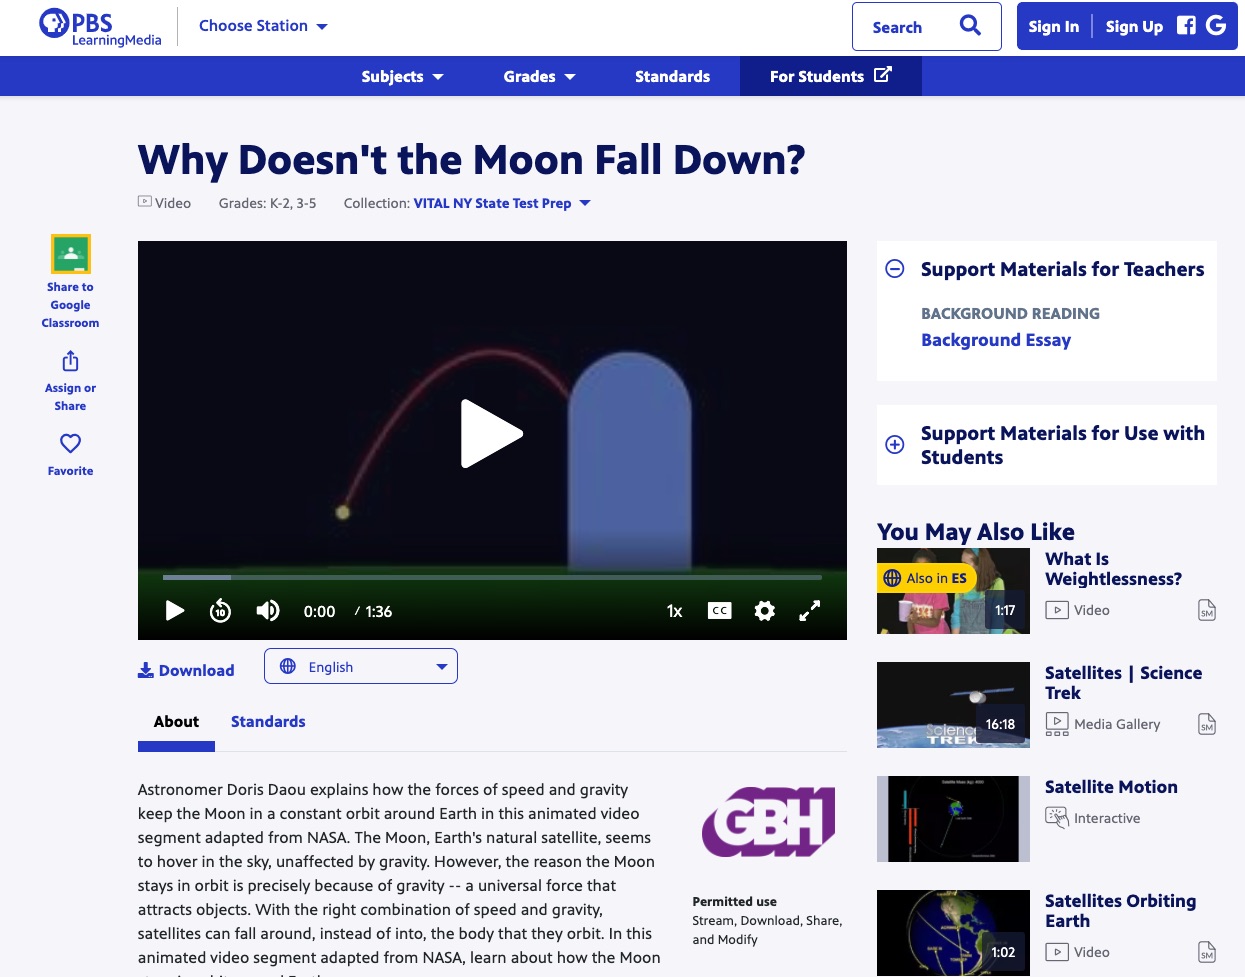 PBS
LearningMedia
Choose Station
Search
Sign In
Sign Up
Subjects
Grades
Standards
For Students
Why Doesn't the Moon Fall Down?
Video
Grades: K-2, 3-5
Collection: VITAL NY State Test Prep
Share to
Google
Classroom
Assign or
Share
Favorite
10
0:00 / 1:36
1x
CC
Download
English
About
Standards
Astronomer Doris Daou explains how the forces of speed and gravity
keep the Moon in a constant orbit around Earth in this animated video
segment adapted from NASA. The Moon, Earth's natural satellite, seems
to hover in the sky, unaffected by gravity. However, the reason the Moon
stays in orbit is precisely because of gravity -- a universal force that
attracts objects. With the right combination of speed and gravity,
satellites can fall around, instead of into, the body that they orbit. In this
animated video segment adapted from NASA, learn about how the Moon
GBH
Permitted use
Stream, Download, Share,
and Modify
Support Materials for Teachers
BACKGROUND READING
Background Essay
Support Materials for Use with
Students
You May Also Like
Also in ES
1:17
What Is
Weightlessness?
Video
SM
Science
TREK
16:18
Satellites | Science
Trek
Media Gallery
SM
Satellite Motion
Interactive
1:02
Satellites Orbiting
Earth
Video
SM